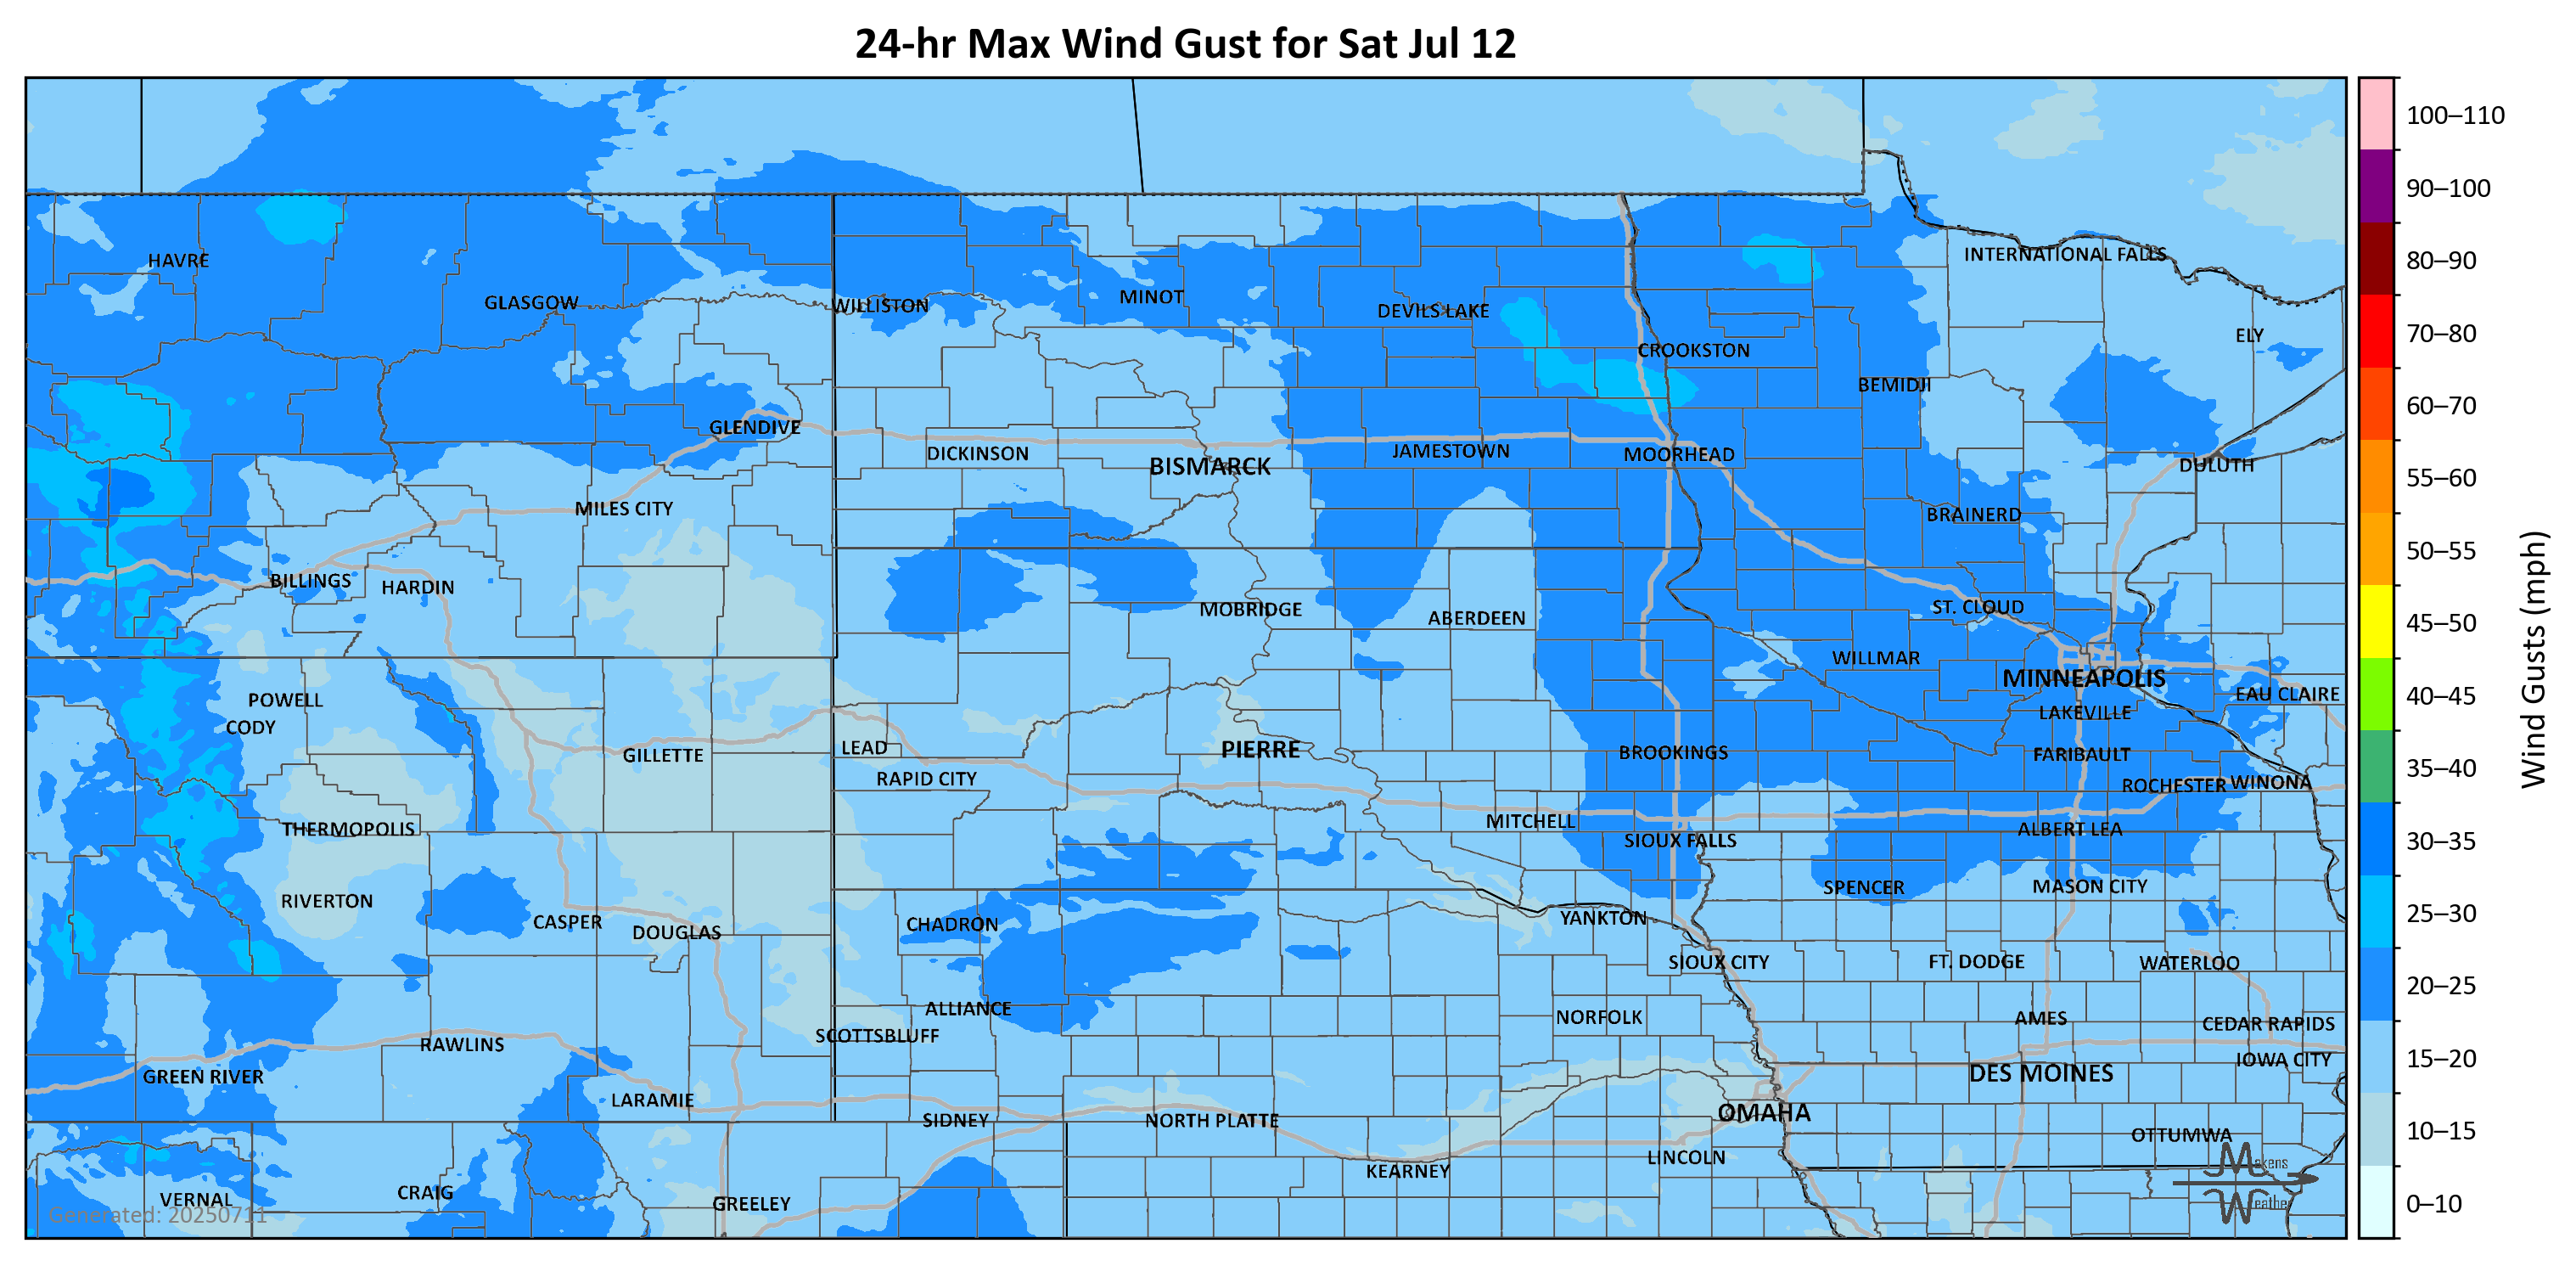 24-hr Max Wind Gust for Sat Jul 12
100–110
90–100
80–90
70–80
60–70
55–60
50–55
45–50
40–45
35–40
30–35
25–30
20–25
15–20
10–15
0–10
Wind Gusts (mph)
INTERNATIONAL FALLS
HAVRE
GLASGOW
WILLISTON
MINOT
DEVILS LAKE
ELY
CROOKSTON
BEMIDJI
GLENDIVE
DICKINSON
BISMARCK
JAMESTOWN
MOORHEAD
DULUTH
MILES CITY
BRAINERD
BILLINGS
HARDIN
MOBRIDGE
ABERDEEN
ST. CLOUD
WILLMAR
MINNEAPOLIS
EAU CLAIRE
POWELL
CODY
LAKEVILLE
GILLETTE
LEAD
PIERRE
BROOKINGS
FARIBAULT
RAPID CITY
ROCHESTER
WINONA
THERMOPOLIS
MITCHELL
SIOUX FALLS
ALBERT LEA
RIVERTON
SPENCER
MASON CITY
CASPER
DOUGLAS
CHADRON
YANKTON
SIOUX CITY
FT. DODGE
WATERLOO
ALLIANCE
SCOTTSBLUFF
NORFOLK
AMES
CEDAR RAPIDS
RAWLINS
IOWA CITY
GREEN RIVER
DES MOINES
LARAMIE
SIDNEY
NORTH PLATTE
OMAHA
OTTUMWA
LINCOLN
KEARNEY
VERNAL
CRAIG
GREELEY
Generated: 20250711
Makens
Weather